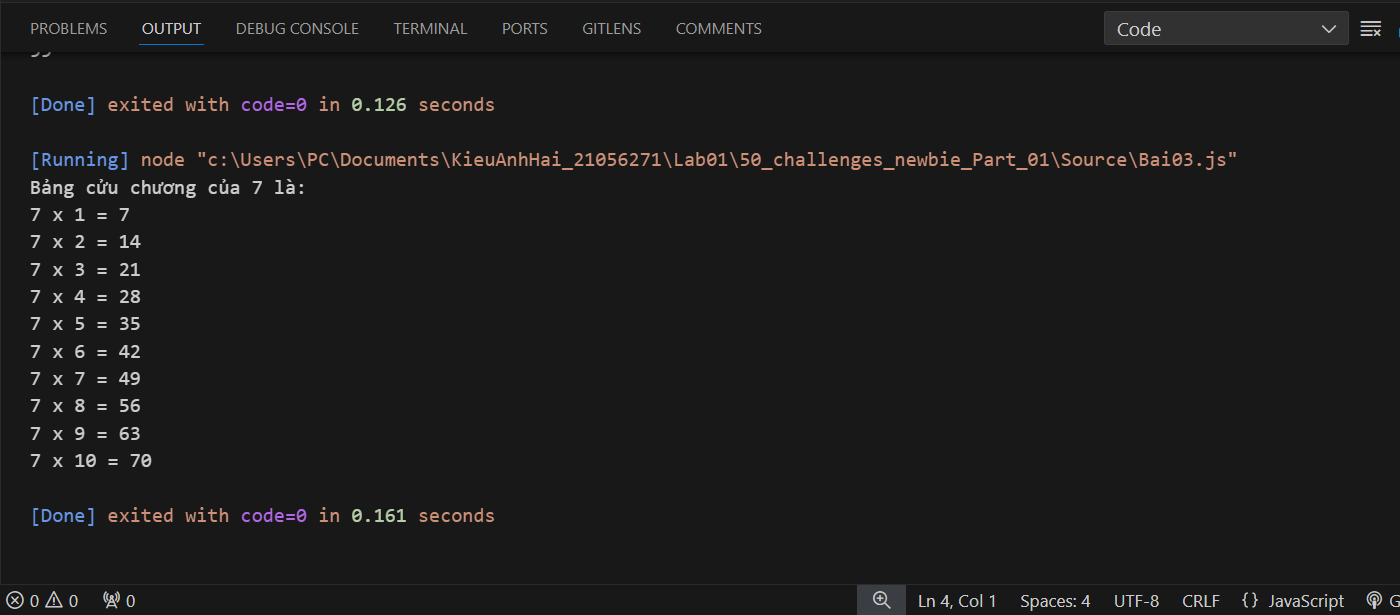 PROBLEMS OUTPUT DEBUG CONSOLE TERMINAL PORTS GITLENS COMMENTS Code
[Done] exited with code=0 in 0.126 seconds
[Running] node "c:\Users\PC\Documents\KieuAnhHai_21056271\Lab01\50_challenges_newbie_Part_01\Source\Bai03.js"
Bảng cửu chương của 7 là:
7 x 1 = 7
7 x 2 = 14
7 x 3 = 21
7 x 4 = 28
7 x 5 = 35
7 x 6 = 42
7 x 7 = 49
7 x 8 = 56
7 x 9 = 63
7 x 10 = 70
[Done] exited with code=0 in 0.161 seconds
0 0 0 Ln 4, Col 1 Spaces: 4 UTF-8 CRLF {} JavaScript G